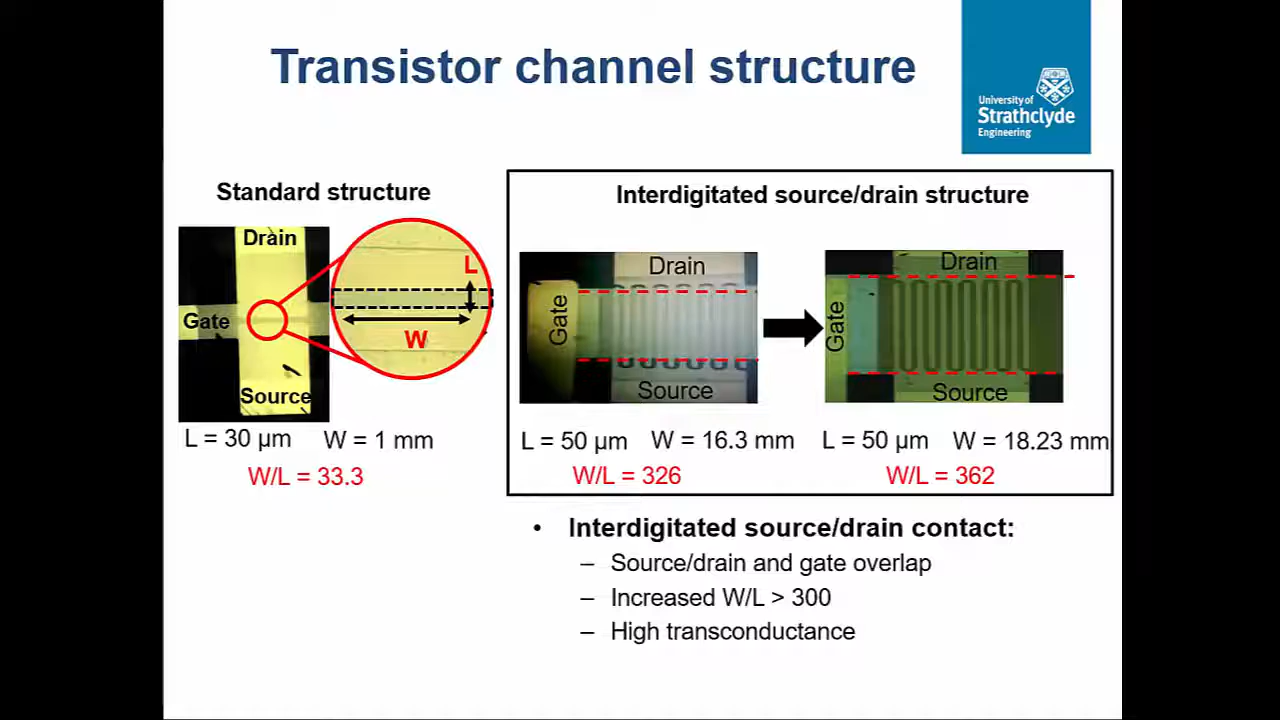 Transistor channel structure
University of
Strathclyde
Engineering
Standard structure
Drain
Gate
Source
L
W
L = 30 μm W = 1 mm
W/L = 33.3
Interdigitated source/drain structure
Drain
Gate
Source
L = 50 μm W = 16.3 mm
W/L = 326
Drain
Gate
Source
L = 50 μm W = 18.23 mm
W/L = 362
• Interdigitated source/drain contact:
– Source/drain and gate overlap
– Increased W/L > 300
– High transconductance